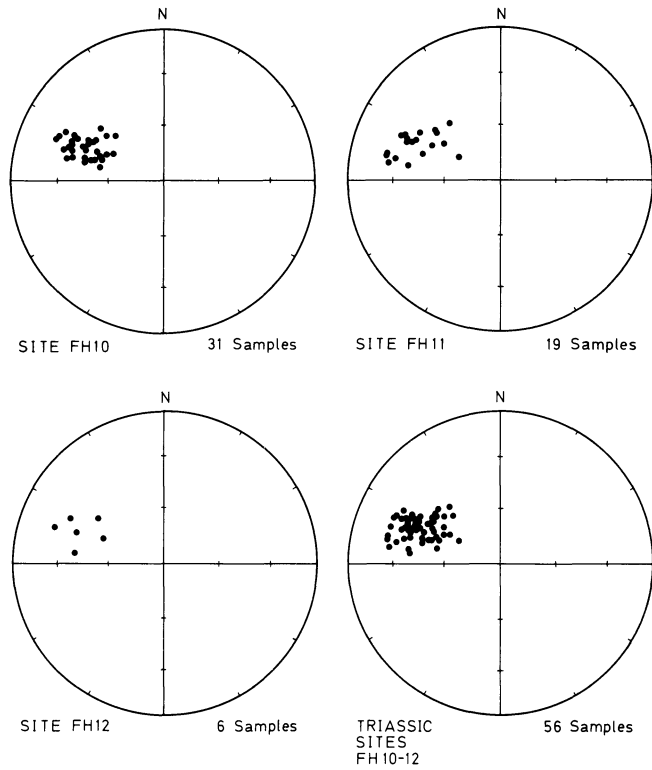 N
N
SITE FH10
31 Samples
SITE FH11
19 Samples
N
N
SITE FH12
6 Samples
TRIASSIC
SITES
FH10-12
56 Samples